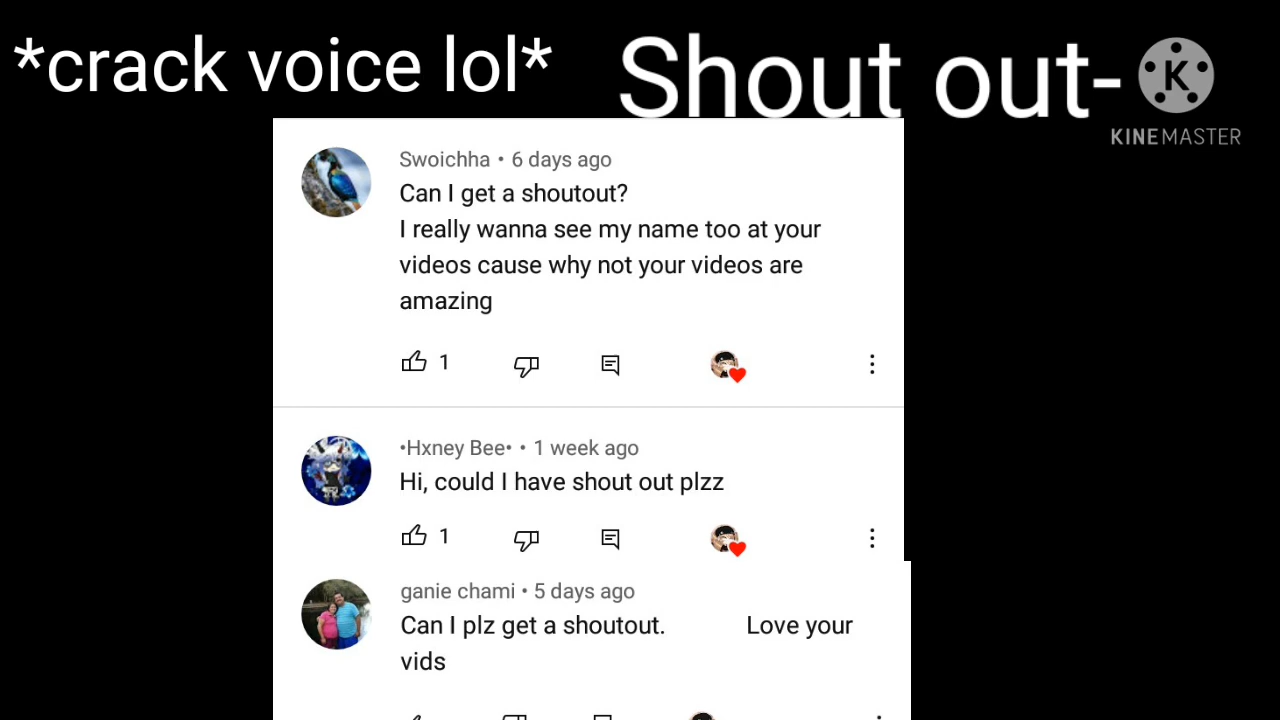 *crack voice lol*
Shout out-
K
KINEMASTER
Swoichha • 6 days ago
Can I get a shoutout?
I really wanna see my name too at your
videos cause why not your videos are
amazing
1
•Hxney Bee• • 1 week ago
Hi, could I have shout out plzz
1
ganie chami • 5 days ago
Can I plz get a shoutout. Love your
vids